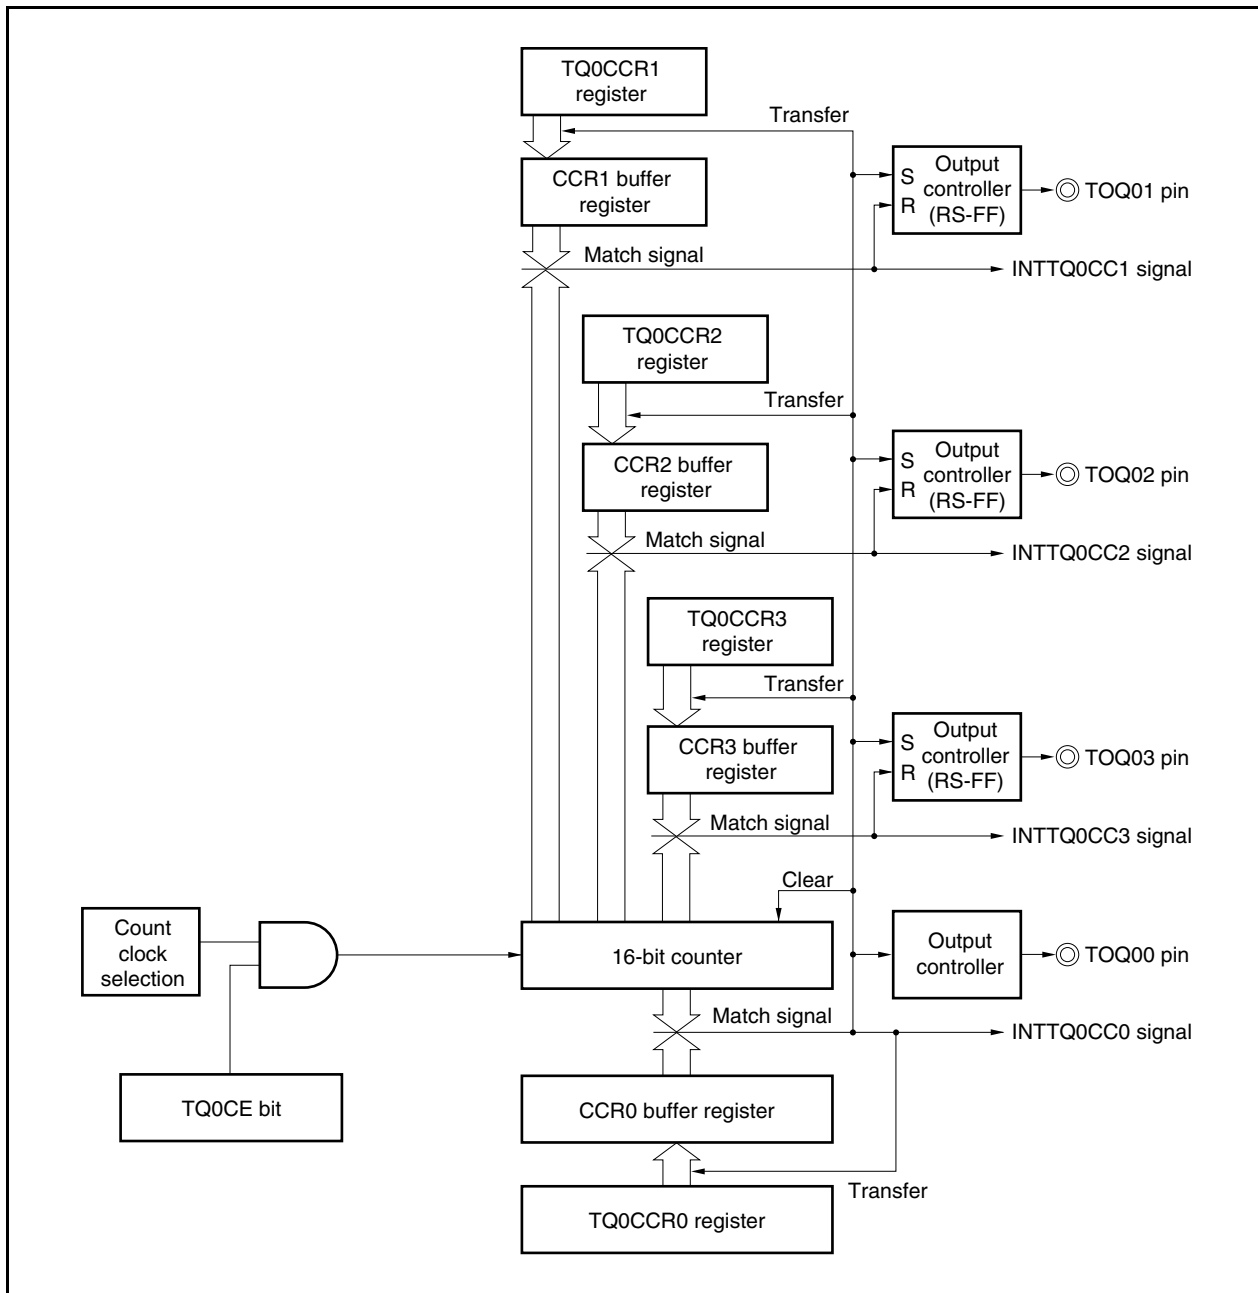 TQ0CCR1
register
Transfer
CCR1 buffer
register
S
R
Output
controller
(RS-FF)
TOQ01 pin
Match signal
INTTQ0CC1 signal
TQ0CCR2
register
Transfer
CCR2 buffer
register
S
R
Output
controller
(RS-FF)
TOQ02 pin
Match signal
INTTQ0CC2 signal
TQ0CCR3
register
Transfer
CCR3 buffer
register
S
R
Output
controller
(RS-FF)
TOQ03 pin
Match signal
INTTQ0CC3 signal
Clear
Count
clock
selection
16-bit counter
Output
controller
TOQ00 pin
Match signal
INTTQ0CC0 signal
TQ0CE bit
CCR0 buffer register
Transfer
TQ0CCR0 register